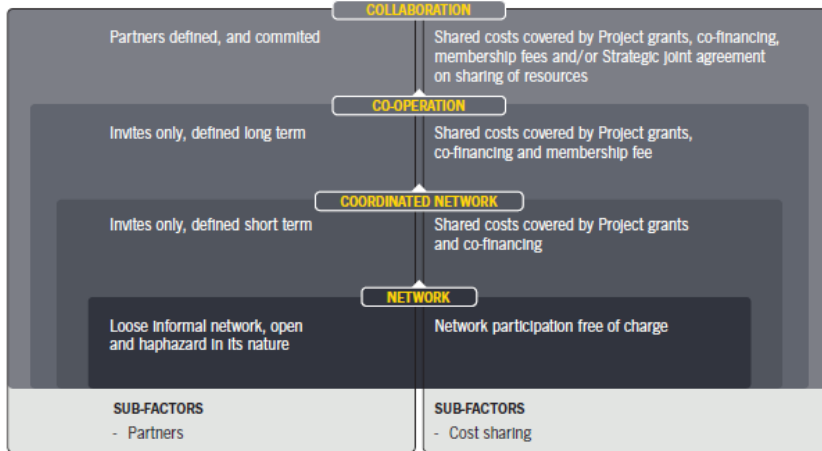 COLLABORATION
Partners defined, and commited
Shared costs covered by Project grants, co-financing,
membership fees and/or Strategic joint agreement
on sharing of resources
CO-OPERATION
Invites only, defined long term
Shared costs covered by Project grants,
co-financing and membership fee
COORDINATED NETWORK
Invites only, defined short term
Shared costs covered by Project grants
and co-financing
NETWORK
Loose informal network, open
and haphazard in its nature
Network participation free of charge
SUB-FACTORS
- Partners
SUB-FACTORS
- Cost sharing